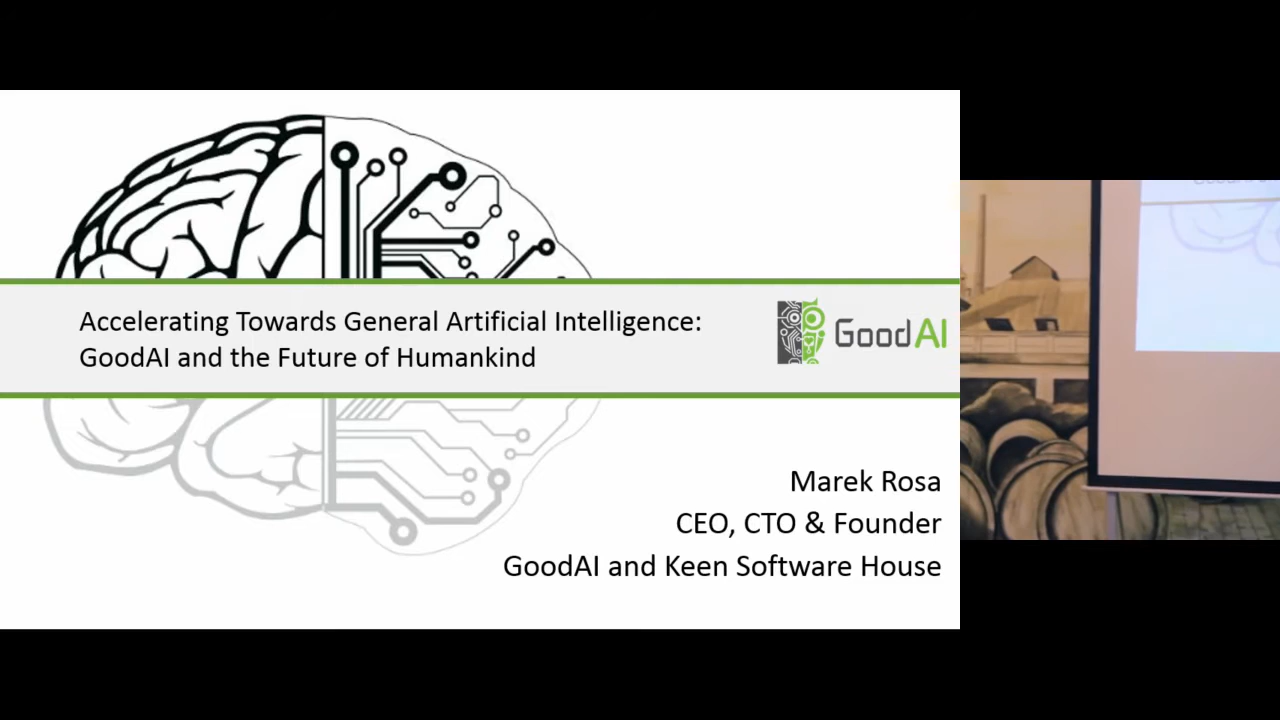 Accelerating Towards General Artificial Intelligence:
GoodAI and the Future of Humankind
GoodAI
Marek Rosa
CEO, CTO & Founder
GoodAI and Keen Software House